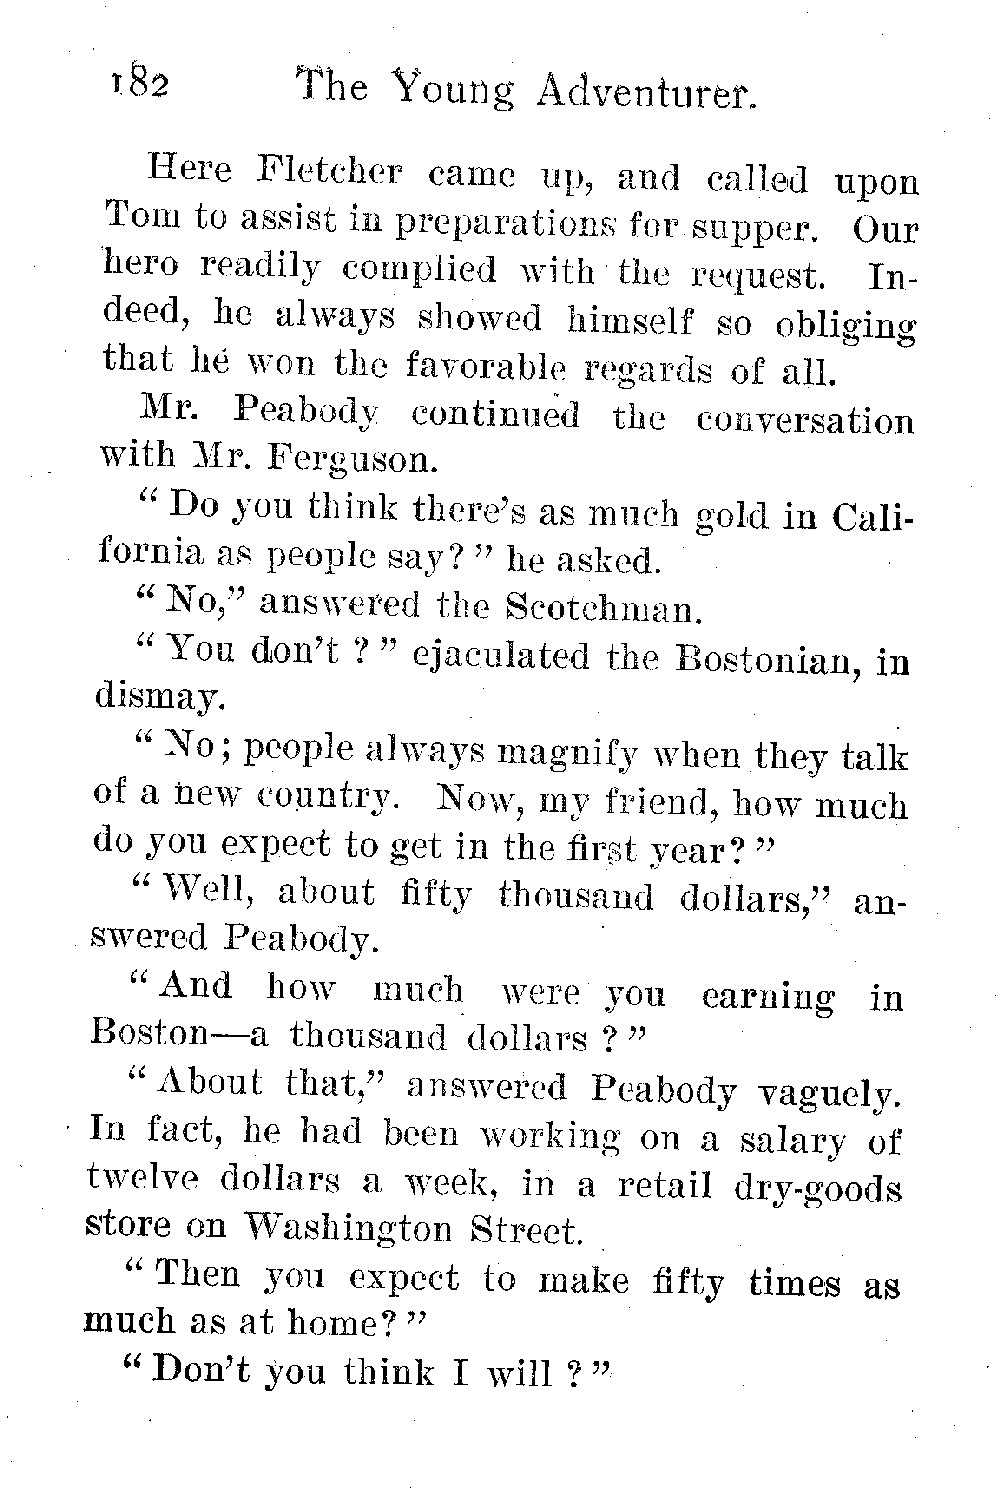 182 The Young Adventurer.
Here Fletcher came up, and called upon
Tom to assist in preparations for supper. Our
hero readily complied with the request. In-
deed, he always showed himself so obliging
that he won the favorable regards of all.
Mr. Peabody continued the conversation
with Mr. Ferguson.
“ Do you think there’s as much gold in Cali-
fornia as people say? ” he asked.
“ No,” answered the Scotchman.
“ You don’t ? ” ejaculated the Bostonian, in
dismay.
“ No; people always magnify when they talk
of a new country. Now, my friend, how much
do you expect to get in the first year? ”
“ Well, about fifty thousand dollars,” an-
swered Peabody.
“ And how much were you earning in
Boston—a thousand dollars ? ”
“ About that,” answered Peabody vaguely.
In fact, he had been working on a salary of
twelve dollars a week, in a retail dry-goods
store on Washington Street.
“ Then you expect to make fifty times as
much as at home? ”
“ Don’t you think I will ? ”